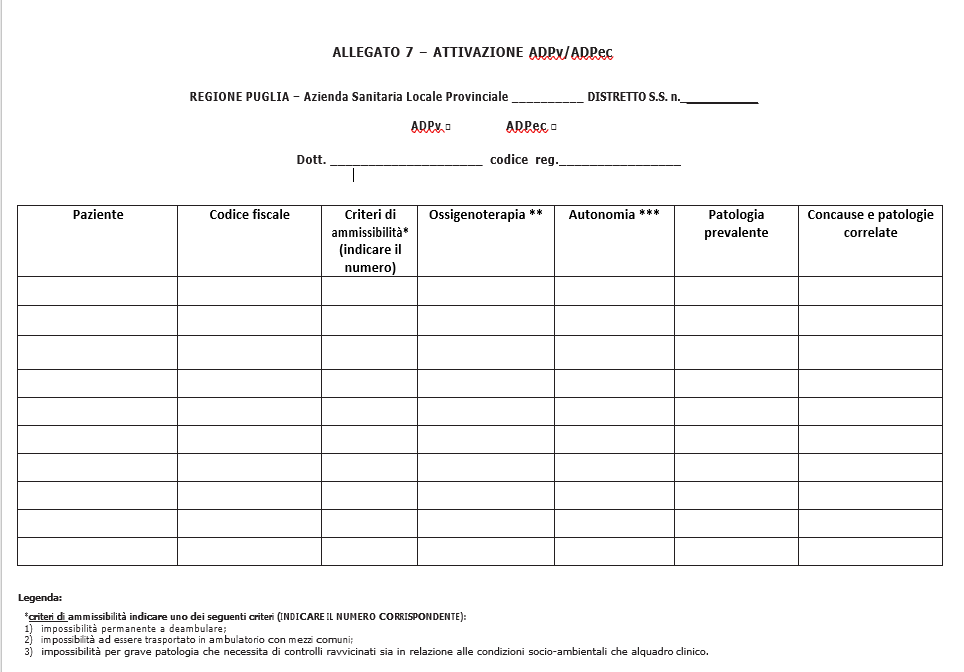 ALLEGATO 7 – ATTIVAZIONE ADPv/ADPec
REGIONE PUGLIA – Azienda Sanitaria Locale Provinciale __________ DISTRETTO S.S. n.___________
ADPv □ ADPec □
Dott. ____________________ codice reg.________________
Paziente
Codice fiscale
Criteri di
ammissibilità*
(indicare il
numero)
Ossigenoterapia **
Autonomia ***
Patologia
prevalente
Concause e patologie
correlate
Legenda:
*criteri di ammissibilità indicare uno dei seguenti criteri (INDICARE IL NUMERO CORRISPONDENTE):
1) impossibilità permanente a deambulare;
2) impossibilità ad essere trasportato in ambulatorio con mezzi comuni;
3) impossibilità per grave patologia che necessita di controlli ravvicinati sia in relazione alle condizioni socio-ambientali che alquadro clinico.